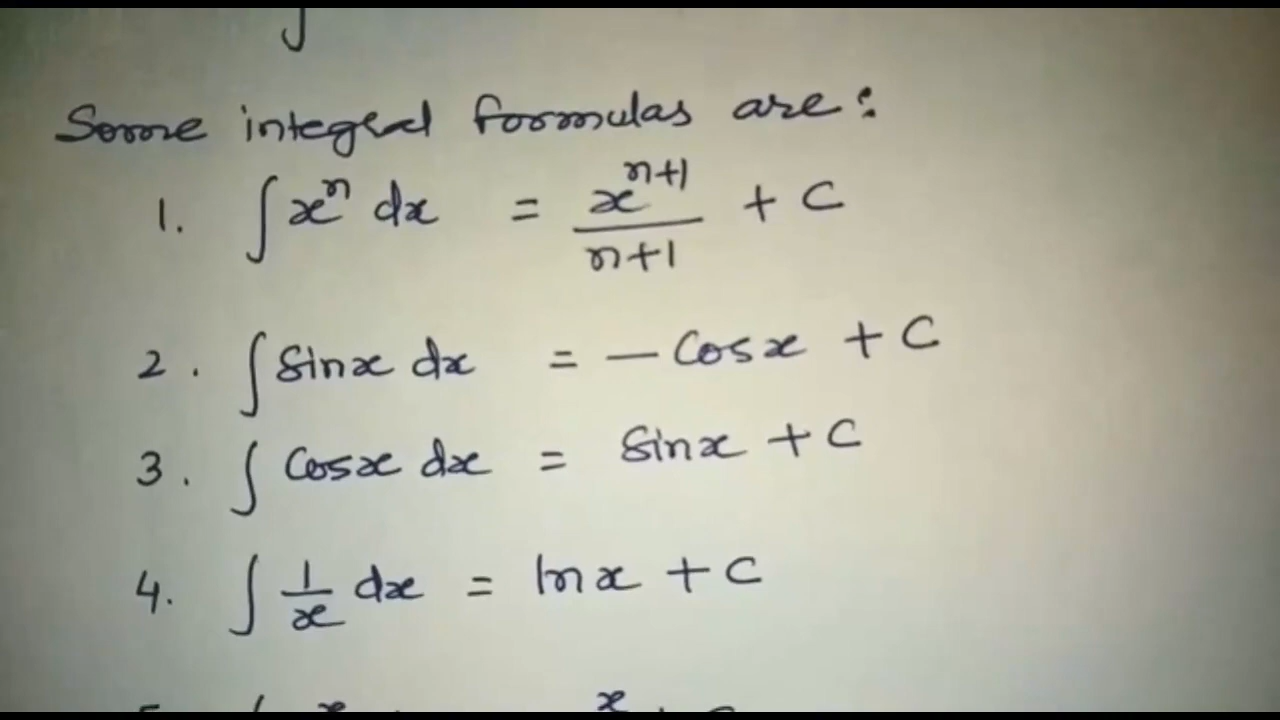 Some integral formulas are:
1. ∫ xⁿ dx = xⁿ⁺¹/n+1 + C
2. ∫ Sinx dx = - Cosx + C
3. ∫ Cosx dx = Sinx + C
4. ∫ 1/x dx = lnx + C